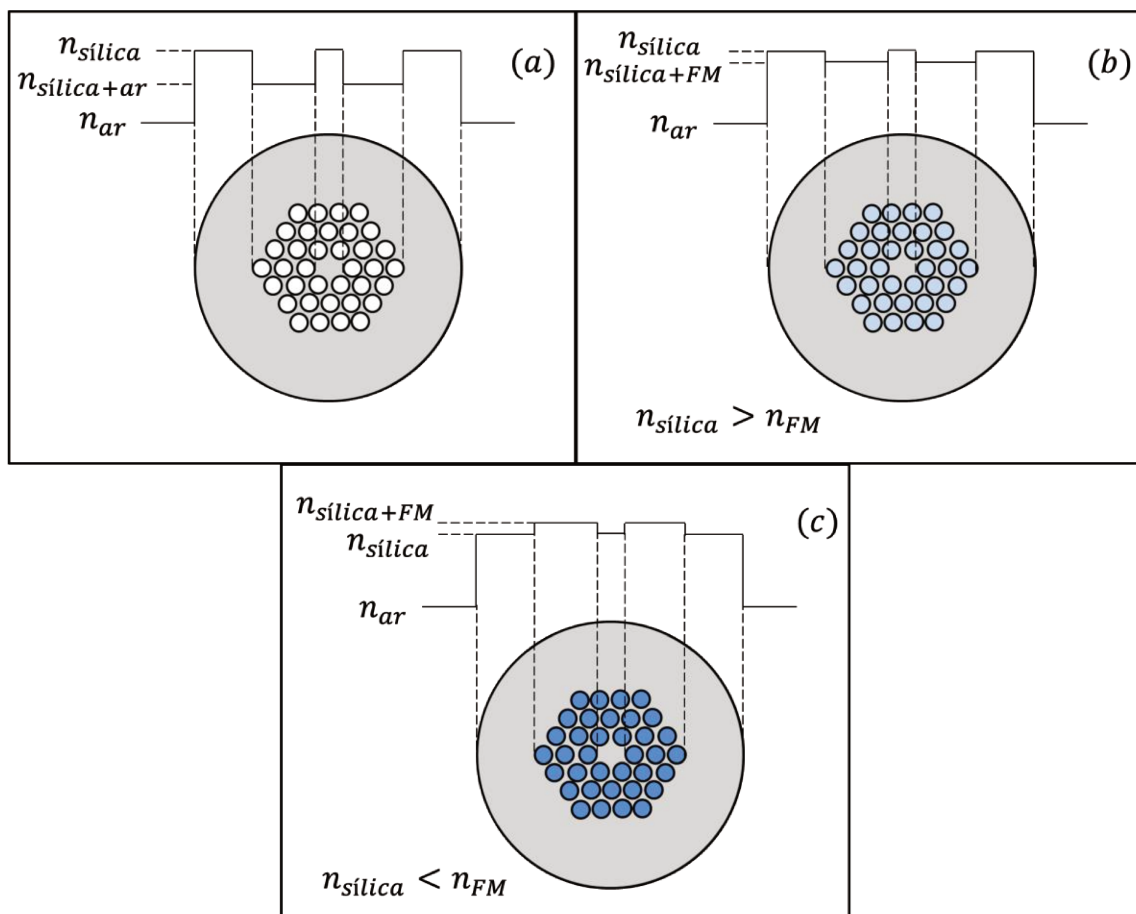 n_sílica
n_sílica+ar
n_ar
(a)
n_sílica
n_sílica+FM
n_ar
(b)
n_sílica > n_FM
n_sílica+FM
n_sílica
n_ar
(c)
n_sílica < n_FM